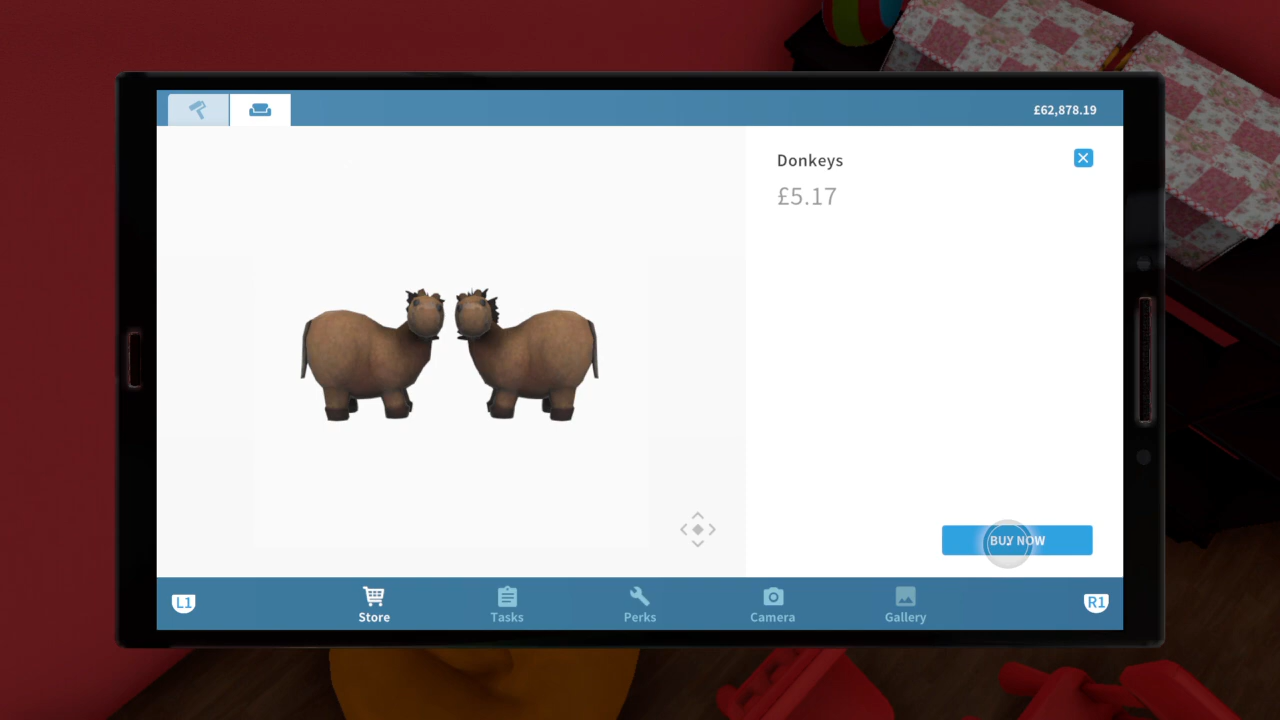 £62,878.19
Donkeys
£5.17
BUY NOW
L1
Store
Tasks
Perks
Camera
Gallery
R1